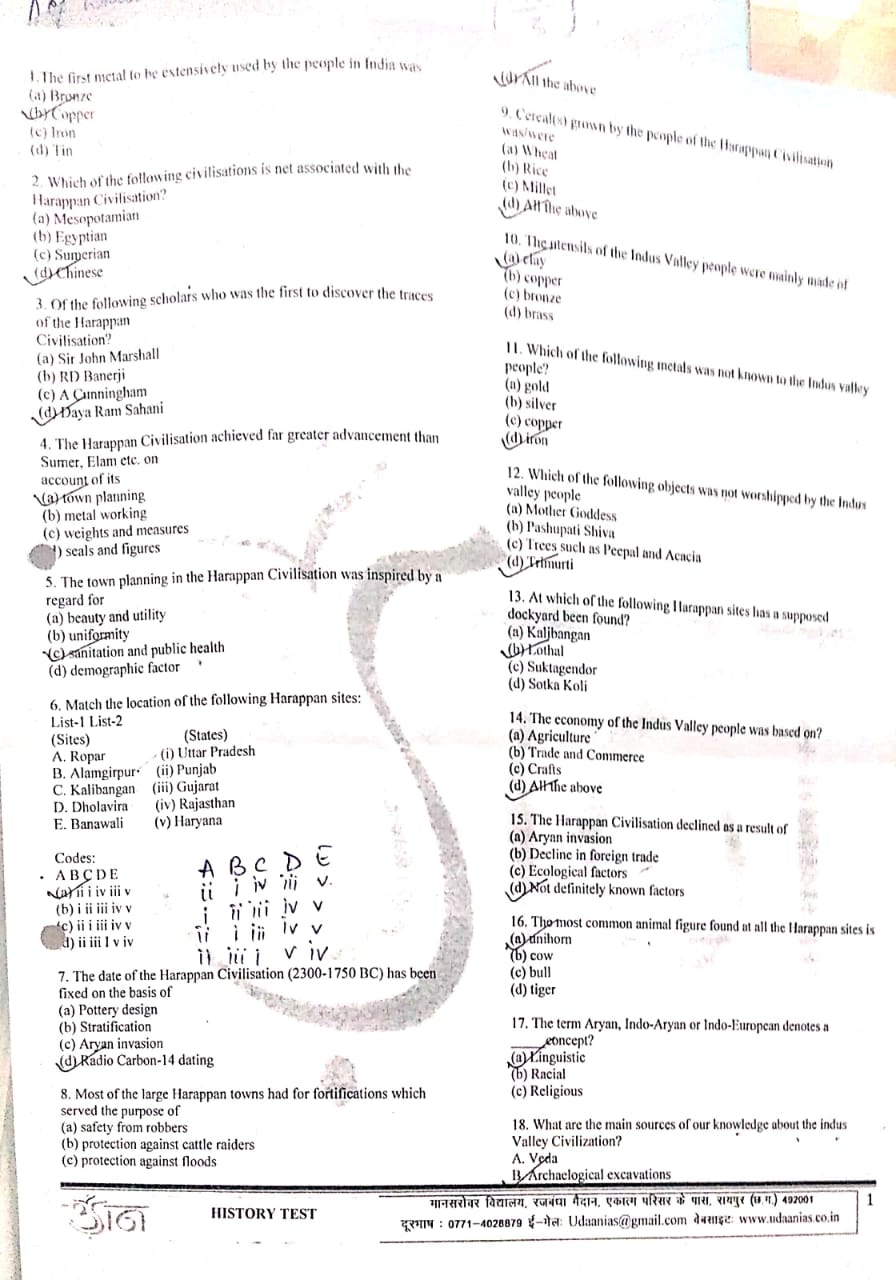 1.The first metal to be extensively used by the people in India was
(a) Bronze
(b) Copper
(c) Iron
(d) Tin
2. Which of the following civilisations is net associated with the
Harappan Civilisation?
(a) Mesopotamian
(b) Egyptian
(c) Sumerian
(d) Chinese
3. Of the following scholars who was the first to discover the traces
of the Harappan
Civilisation?
(a) Sir John Marshall
(b) RD Banerji
(c) A Cunningham
(d) Daya Ram Sahani
4. The Harappan Civilisation achieved far greater advancement than
Sumer, Elam etc. on
account of its
(a) town planning
(b) metal working
(c) weights and measures
) seals and figures
5. The town planning in the Harappan Civilisation was inspired by a
regard for
(a) beauty and utility
(b) uniformity
(c) sanitation and public health
(d) demographic factor
6. Match the location of the following Harappan sites:
List-1 List-2
(Sites) (States)
A. Ropar (i) Uttar Pradesh
B. Alamgirpur (ii) Punjab
C. Kalibangan (iii) Gujarat
D. Dholavira (iv) Rajasthan
E. Banawali (v) Haryana
Codes:
A B C D E
(a) ii i iv iii v
(b) i ii iii iv v
(c) ii i iii iv v
d) ii iii I v iv
A B C D E
ii i iv iii v
i ii iii iv v
ii i iii iv v
ii iii i v iv
7. The date of the Harappan Civilisation (2300-1750 BC) has been
fixed on the basis of
(a) Pottery design
(b) Stratification
(c) Aryan invasion
(d) Radio Carbon-14 dating
8. Most of the large Harappan towns had for fortifications which
served the purpose of
(a) safety from robbers
(b) protection against cattle raiders
(c) protection against floods
(d) All the above
9. Cereal(s) grown by the people of the Harappan Civilisation
was/were
(a) Wheat
(b) Rice
(c) Millet
(d) All the above
10. The utensils of the Indus Valley people were mainly made of
(a) clay
(b) copper
(c) bronze
(d) brass
11. Which of the following metals was not known to the Indus valley
people?
(a) gold
(b) silver
(c) copper
(d) iron
12. Which of the following objects was not worshipped by the Indus
valley people
(a) Mother Goddess
(b) Pashupati Shiva
(c) Trees such as Peepal and Acacia
(d) Trimurti
13. At which of the following Harappan sites has a supposed
dockyard been found?
(a) Kalibangan
(b) Lothal
(c) Suktagendor
(d) Sotka Koli
14. The economy of the Indus Valley people was based on?
(a) Agriculture
(b) Trade and Commerce
(c) Crafts
(d) All the above
15. The Harappan Civilisation declined as a result of
(a) Aryan invasion
(b) Decline in foreign trade
(c) Ecological factors
(d) Not definitely known factors
16. The most common animal figure found at all the Harappan sites is
(a) unihorn
(b) cow
(c) bull
(d) tiger
17. The term Aryan, Indo-Aryan or Indo-European denotes a
_____concept?
(a) Linguistic
(b) Racial
(c) Religious
18. What are the main sources of our knowledge about the indus
Valley Civilization?
A. Veda
B. Archaelogical excavations
उड़ान
HISTORY TEST
मानसरोवर विद्यालय, रजबंधा मैदान, एकात्म परिसर के पास, रायपुर (छ.ग.) 492001
दूरभाष : 0771-4028879 ई-मेल: Udaanias@gmail.com वेबसाइट: www.udaanias.co.in
1